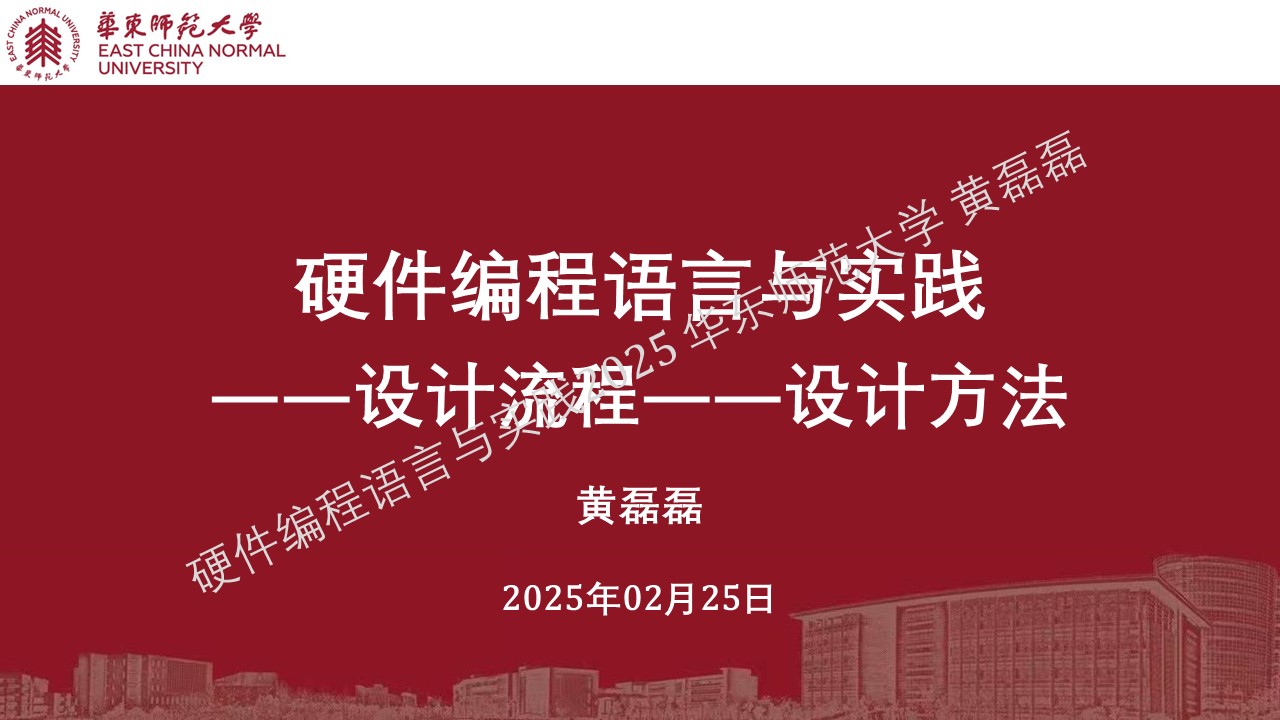 華東師範大學
EAST CHINA NORMAL
UNIVERSITY
EAST CHINA NORMAL UNIVERSITY
華東师范大学
硬件编程语言与实践
——设计流程——设计方法
黄磊磊
2025年02月25日
硬件编程语言与实践2025 华东师范大学 黄磊磊